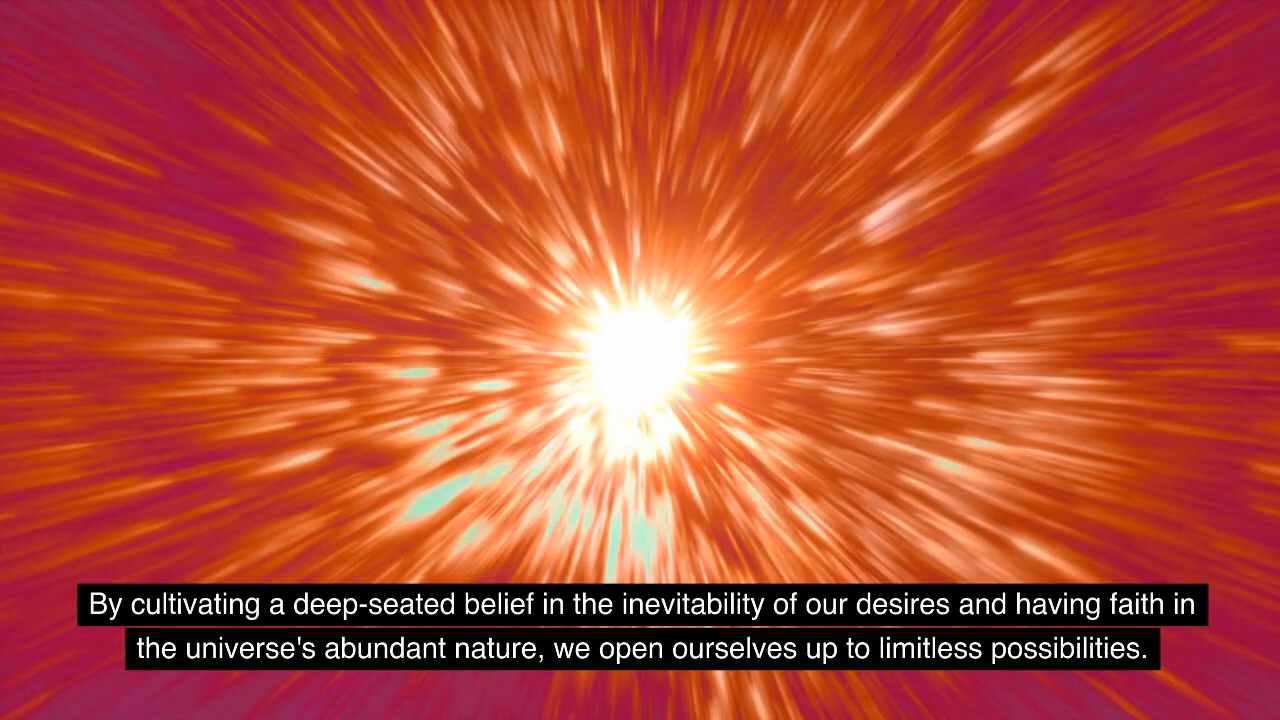 By cultivating a deep-seated belief in the inevitability of our desires and having faith in
the universe's abundant nature, we open ourselves up to limitless possibilities.